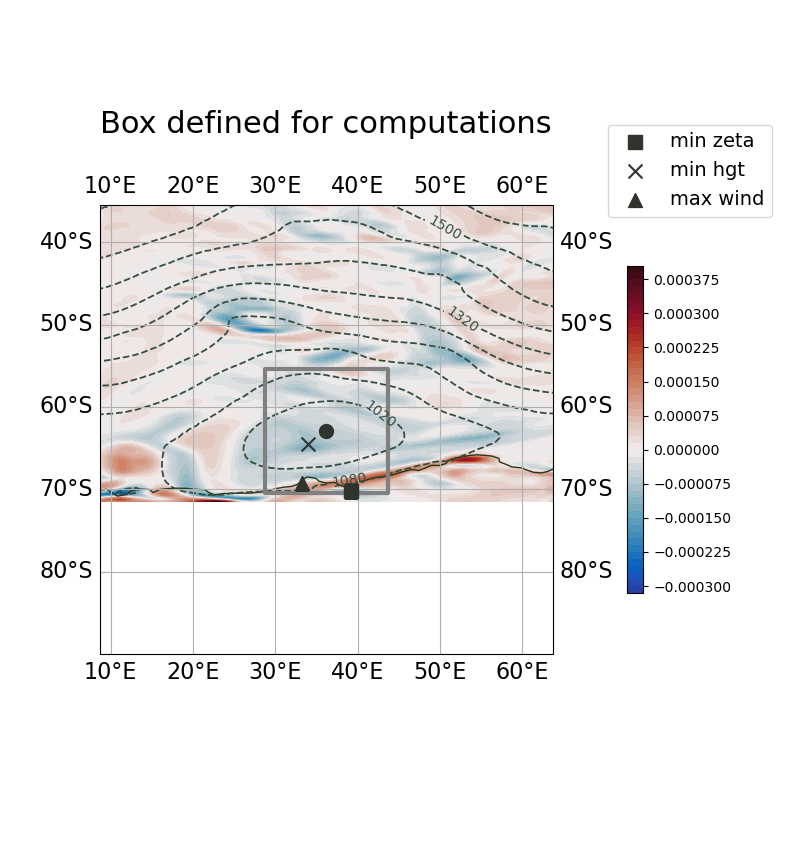 Box defined for computations
min zeta
min hgt
max wind
10°E 20°E 30°E 40°E 50°E 60°E
1500
40°S 40°S
0.000375
0.000300
1320
50°S 50°S
0.000225
0.000150
1020
60°S 60°S
0.000075
0.000000
1080
70°S 70°S
−0.000075
−0.000150
−0.000225
80°S 80°S
−0.000300
10°E 20°E 30°E 40°E 50°E 60°E